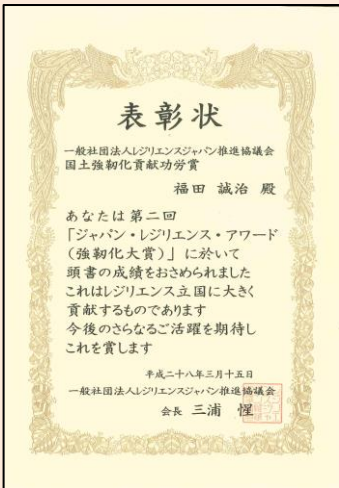 表彰状
一般社団法人レジリエンスジャパン推進協議会
国土強靭化貢献功労賞
福田 誠治 殿
あなたは第二回
「ジャパン・レジリエンス・アワード
(強靭化大賞)」に於いて
頭書の成績をおさめられました
これはレジリエンス立国に大きく
貢献するものであります
今後のさらなるご活躍を期待し
これを賞します
平成二十八年三月十五日
一般社団法人レジリエンスジャパン推進協議会
会長 三浦 惺